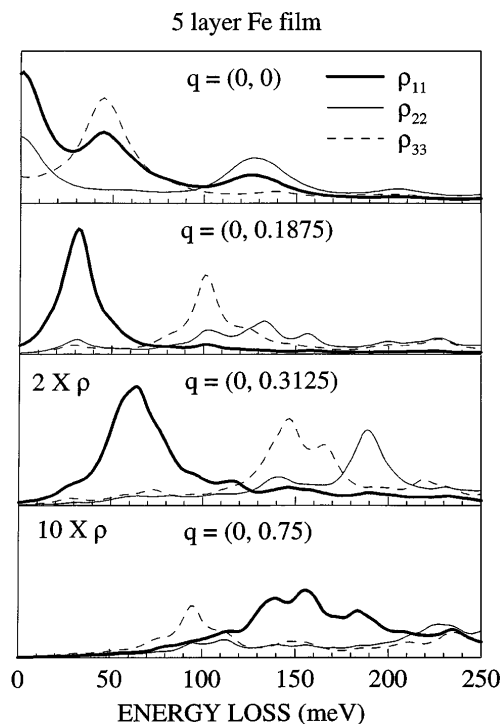 5 layer Fe film
q = (0, 0)
ρ₁₁
ρ₂₂
ρ₃₃
q = (0, 0.1875)
2 X ρ
q = (0, 0.3125)
10 X ρ
q = (0, 0.75)
0 50 100 150 200 250
ENERGY LOSS (meV)